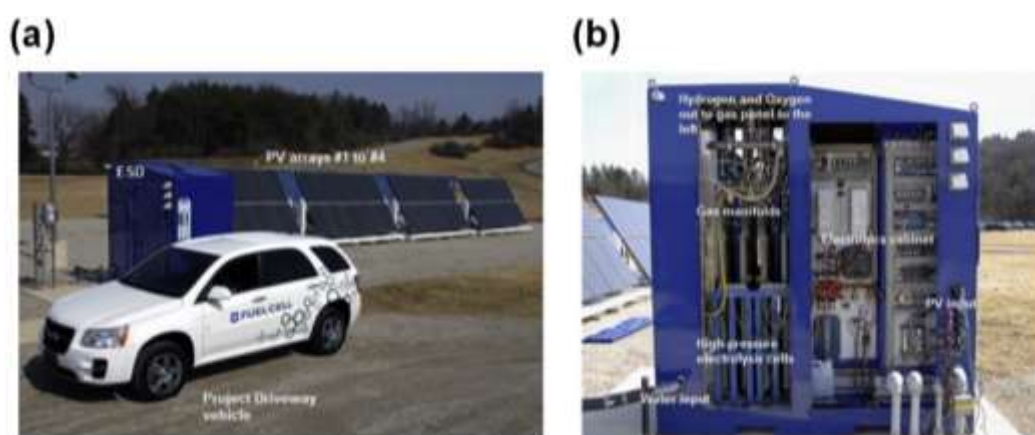 (a)
(b)
PV arrays #1 to #4
ESD
FUEL CELL
Project Driveway
vehicle
Hydrogen and Oxygen
out to gas panel to the
left
Gas manifolds
Electronics cabinet
PV input
High-pressure
electrolysis cells
Water input